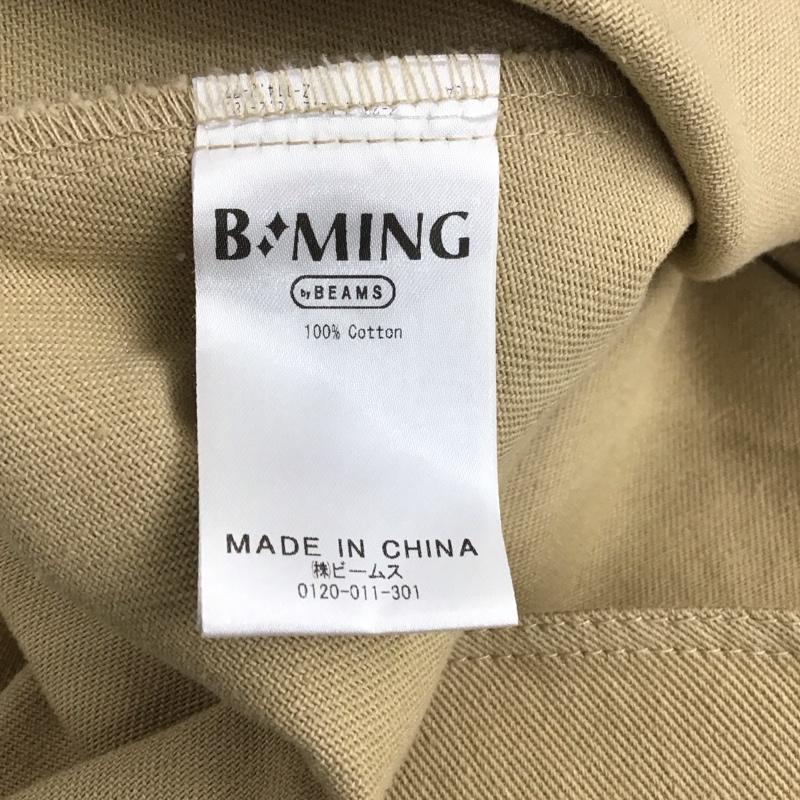 B MING
by BEAMS
100% Cotton
MADE IN CHINA
㈱ビームス
0120-011-301